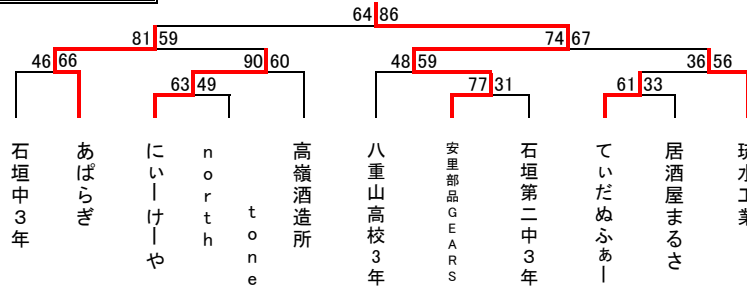 64 86
81 59
74 67
46 66
90 60
48 59
36 56
63 49
77 31
61 33
石垣中3年
あぱらぎ
にぃーけーや
north tone
高嶺酒造所
八重山高校3年
安里部品GEARS
石垣第二中3年
てぃだぬふぁー
居酒屋まるさ
琉水工業